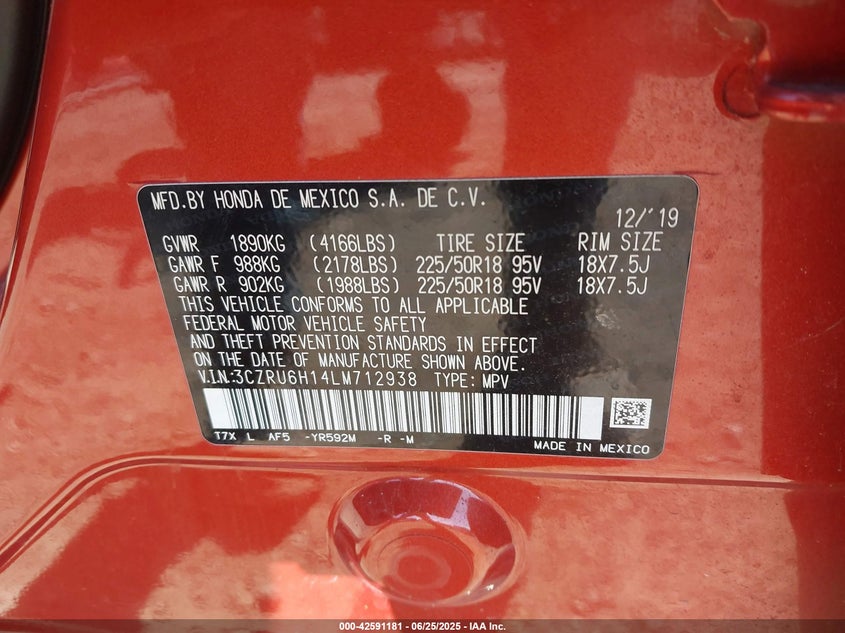 MFD.BY HONDA DE MEXICO S.A. DE C.V.
12/'19
GVWR 1890KG (4166LBS) TIRE SIZE RIM SIZE
GAWR F 988KG (2178LBS) 225/50R18 95V 18X7.5J
GAWR R 902KG (1988LBS) 225/50R18 95V 18X7.5J
THIS VEHICLE CONFORMS TO ALL APPLICABLE
FEDERAL MOTOR VEHICLE SAFETY
AND THEFT PREVENTION STANDARDS IN EFFECT
ON THE DATE OF MANUFACTURE SHOWN ABOVE.
V.I.N.:3CZRU6H14LM712938 TYPE: MPV
T7X L AF5 -YR592M -R -M
MADE IN MEXICO
000-42591181 - 06/25/2025 - IAA Inc.